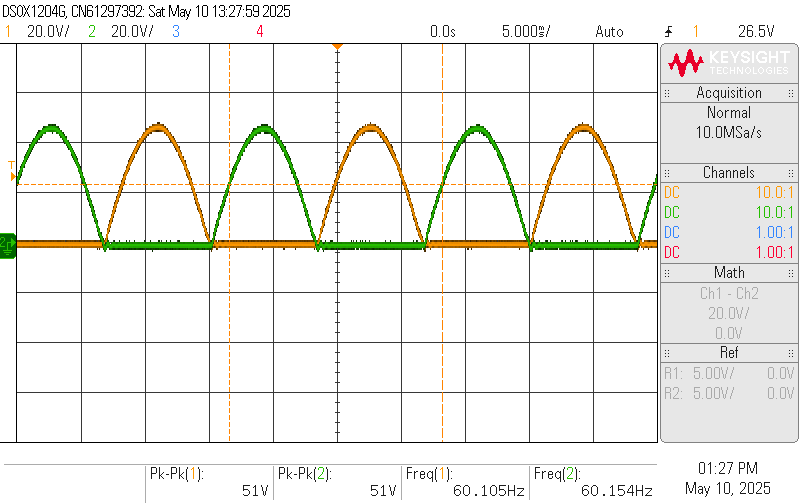 DSOX1204G, CN61297392: Sat May 10 13:27:59 2025
1 20.0V/ 2 20.0V/ 3 4 0.0s 5.000ms/ Auto 1 26.5V
KEYSIGHT
TECHNOLOGIES
Acquisition
Normal
10.0MSa/s
Channels
DC 10.0:1
DC 10.0:1
DC 1.00:1
DC 1.00:1
Math
Ch1 - Ch2
20.0V/
0.0V
Ref
R1: 5.00V/ 0.0V
R2: 5.00V/ 0.0V
T
2
Pk-Pk(1): Pk-Pk(2): Freq(1): Freq(2):
51V 51V 60.105Hz 60.154Hz
01:27 PM
May 10, 2025